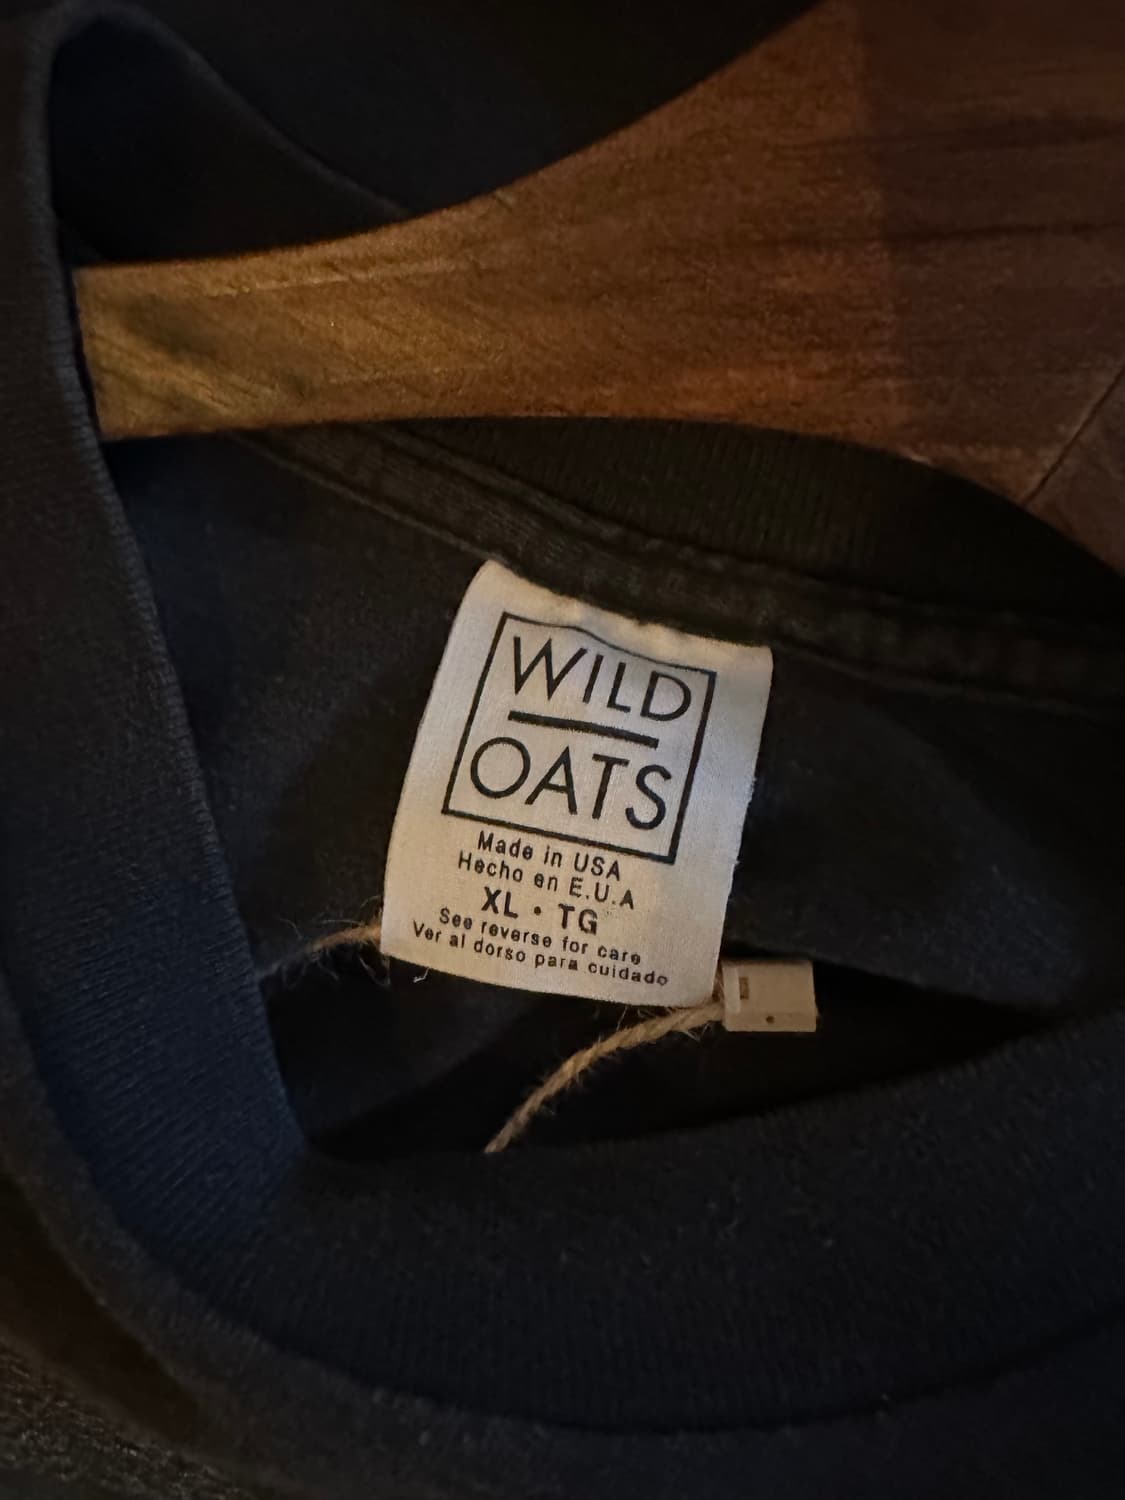 WILD
OATS
Made in USA
Hecho en E.U.A
XL • TG
See reverse for care
Ver al dorso para cuidado